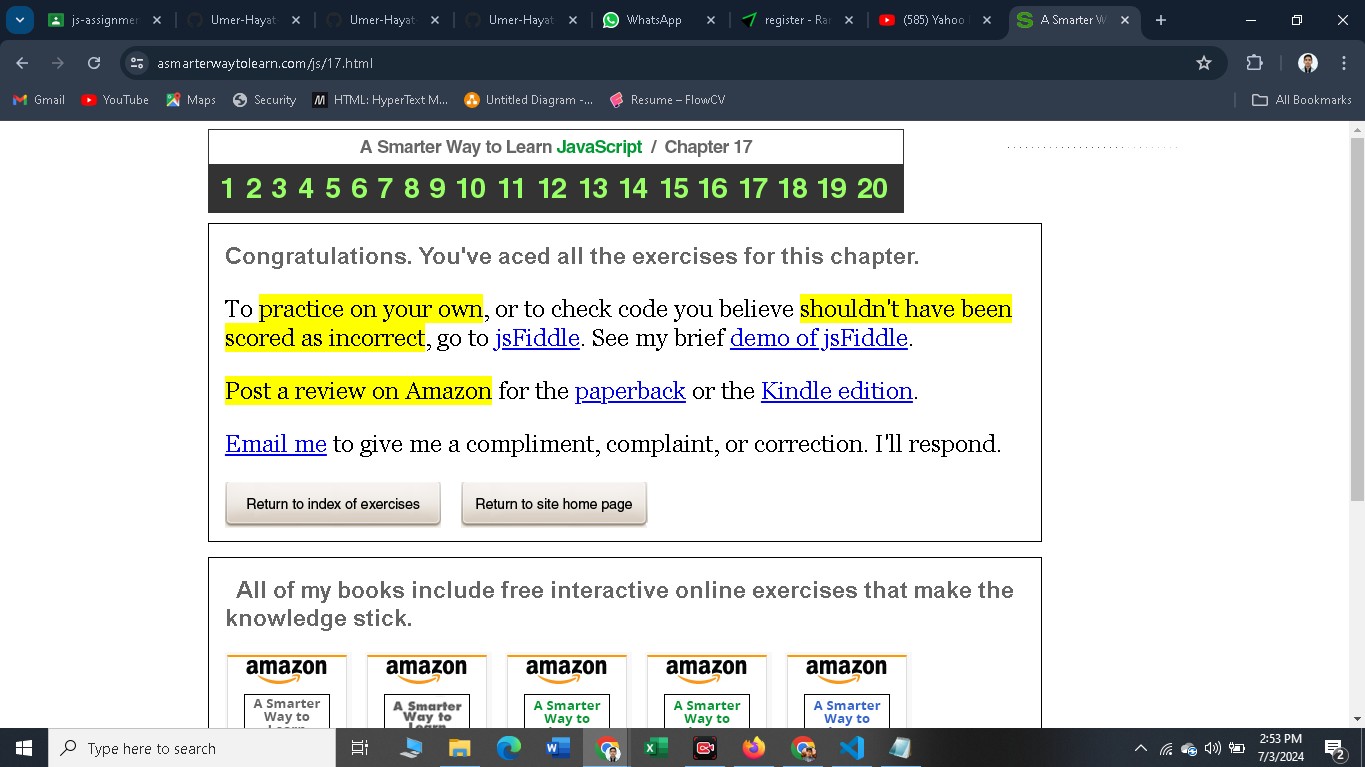 js-assignmen
Umer-Hayat
Umer-Hayat
Umer-Hayat
WhatsApp
register - Ra
(585) Yahoo
A Smarter W
asmarterwaytolearn.com/js/17.html
Gmail
YouTube
Maps
Security
HTML: HyperText M...
Untitled Diagram -...
Resume – FlowCV
All Bookmarks
A Smarter Way to Learn JavaScript / Chapter 17
1 2 3 4 5 6 7 8 9 10 11 12 13 14 15 16 17 18 19 20
Congratulations. You've aced all the exercises for this chapter.
To practice on your own, or to check code you believe shouldn't have been
scored as incorrect, go to jsFiddle. See my brief demo of jsFiddle.
Post a review on Amazon for the paperback or the Kindle edition.
Email me to give me a compliment, complaint, or correction. I'll respond.
Return to index of exercises
Return to site home page
All of my books include free interactive online exercises that make the
knowledge stick.
amazon
amazon
amazon
amazon
amazon
A Smarter
Way to
Learn
A Smarter
Way to
Learn
A Smarter
Way to
A Smarter
Way to
A Smarter
Way to
Type here to search
2:53 PM
7/3/2024
2